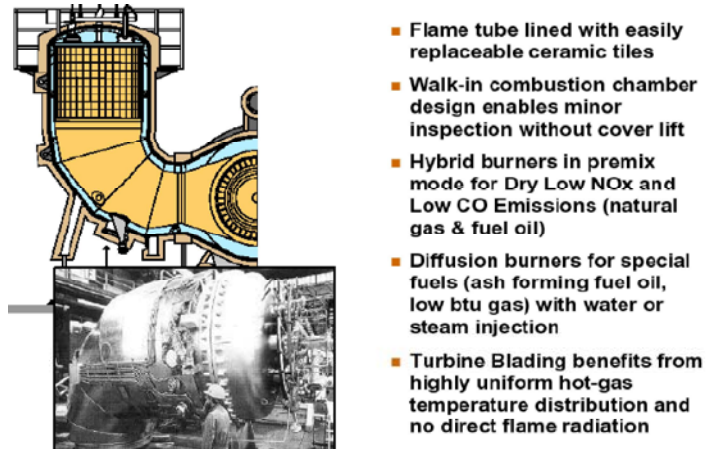 Flame tube lined with easily
replaceable ceramic tiles
Walk-in combustion chamber
design enables minor
inspection without cover lift
Hybrid burners in premix
mode for Dry Low NOx and
Low CO Emissions (natural
gas & fuel oil)
Diffusion burners for special
fuels (ash forming fuel oil,
low btu gas) with water or
steam injection
Turbine Blading benefits from
highly uniform hot-gas
temperature distribution and
no direct flame radiation